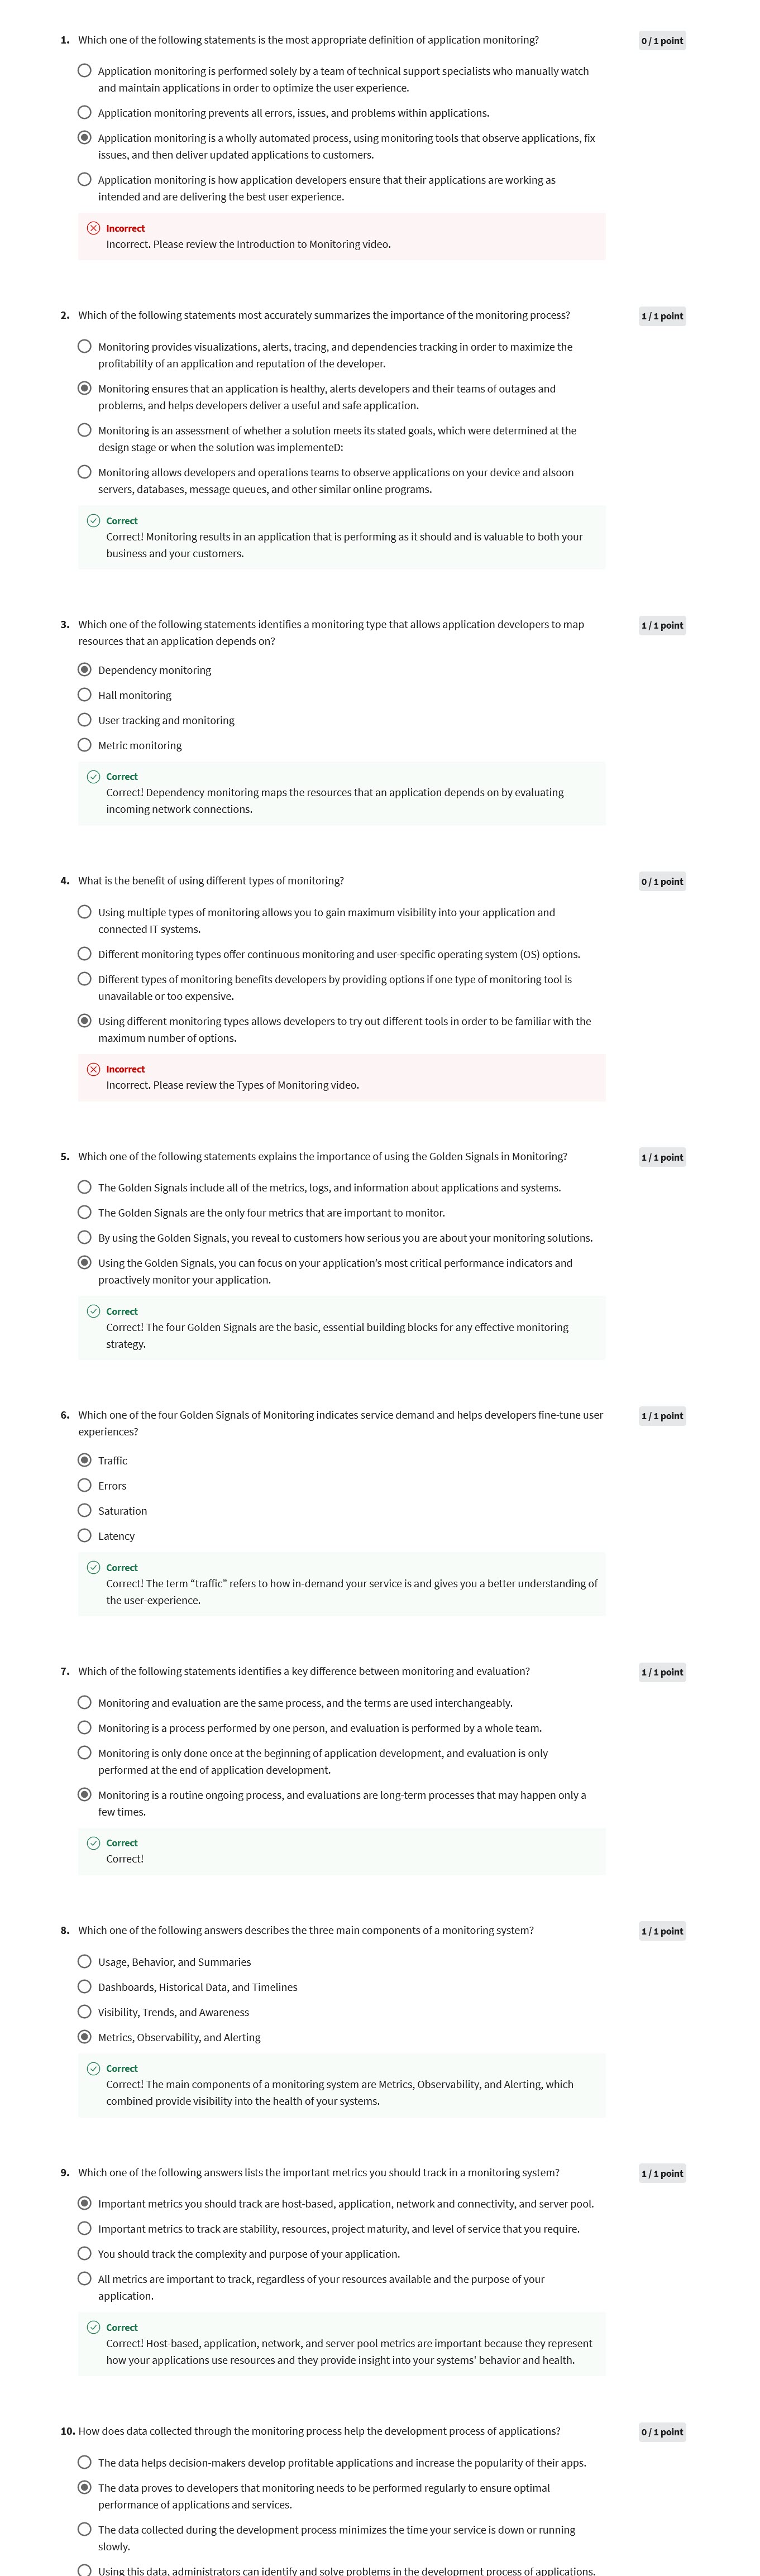 1. Which one of the following statements is the most appropriate definition of application monitoring?
0 / 1 point
Application monitoring is performed solely by a team of technical support specialists who manually watch
and maintain applications in order to optimize the user experience.
Application monitoring prevents all errors, issues, and problems within applications.
Application monitoring is a wholly automated process, using monitoring tools that observe applications, fix
issues, and then deliver updated applications to customers.
Application monitoring is how application developers ensure that their applications are working as
intended and are delivering the best user experience.
Incorrect
Incorrect. Please review the Introduction to Monitoring video.
2. Which of the following statements most accurately summarizes the importance of the monitoring process?
1 / 1 point
Monitoring provides visualizations, alerts, tracing, and dependencies tracking in order to maximize the
profitability of an application and reputation of the developer.
Monitoring ensures that an application is healthy, alerts developers and their teams of outages and
problems, and helps developers deliver a useful and safe application.
Monitoring is an assessment of whether a solution meets its stated goals, which were determined at the
design stage or when the solution was implementeD:
Monitoring allows developers and operations teams to observe applications on your device and alsoon
servers, databases, message queues, and other similar online programs.
Correct
Correct! Monitoring results in an application that is performing as it should and is valuable to both your
business and your customers.
3. Which one of the following statements identifies a monitoring type that allows application developers to map
resources that an application depends on?
1 / 1 point
Dependency monitoring
Hall monitoring
User tracking and monitoring
Metric monitoring
Correct
Correct! Dependency monitoring maps the resources that an application depends on by evaluating
incoming network connections.
4. What is the benefit of using different types of monitoring?
0 / 1 point
Using multiple types of monitoring allows you to gain maximum visibility into your application and
connected IT systems.
Different monitoring types offer continuous monitoring and user-specific operating system (OS) options.
Different types of monitoring benefits developers by providing options if one type of monitoring tool is
unavailable or too expensive.
Using different monitoring types allows developers to try out different tools in order to be familiar with the
maximum number of options.
Incorrect
Incorrect. Please review the Types of Monitoring video.
5. Which one of the following statements explains the importance of using the Golden Signals in Monitoring?
1 / 1 point
The Golden Signals include all of the metrics, logs, and information about applications and systems.
The Golden Signals are the only four metrics that are important to monitor.
By using the Golden Signals, you reveal to customers how serious you are about your monitoring solutions.
Using the Golden Signals, you can focus on your application's most critical performance indicators and
proactively monitor your application.
Correct
Correct! The four Golden Signals are the basic, essential building blocks for any effective monitoring
strategy.
6. Which one of the four Golden Signals of Monitoring indicates service demand and helps developers fine-tune user
experiences?
1 / 1 point
Traffic
Errors
Saturation
Latency
Correct
Correct! The term “traffic” refers to how in-demand your service is and gives you a better understanding of
the user-experience.
7. Which of the following statements identifies a key difference between monitoring and evaluation?
1 / 1 point
Monitoring and evaluation are the same process, and the terms are used interchangeably.
Monitoring is a process performed by one person, and evaluation is performed by a whole team.
Monitoring is only done once at the beginning of application development, and evaluation is only
performed at the end of application development.
Monitoring is a routine ongoing process, and evaluations are long-term processes that may happen only a
few times.
Correct
Correct!
8. Which one of the following answers describes the three main components of a monitoring system?
1 / 1 point
Usage, Behavior, and Summaries
Dashboards, Historical Data, and Timelines
Visibility, Trends, and Awareness
Metrics, Observability, and Alerting
Correct
Correct! The main components of a monitoring system are Metrics, Observability, and Alerting, which
combined provide visibility into the health of your systems.
9. Which one of the following answers lists the important metrics you should track in a monitoring system?
1 / 1 point
Important metrics you should track are host-based, application, network and connectivity, and server pool.
Important metrics to track are stability, resources, project maturity, and level of service that you require.
You should track the complexity and purpose of your application.
All metrics are important to track, regardless of your resources available and the purpose of your
application.
Correct
Correct! Host-based, application, network, and server pool metrics are important because they represent
how your applications use resources and they provide insight into your systems' behavior and health.
10. How does data collected through the monitoring process help the development process of applications?
0 / 1 point
The data helps decision-makers develop profitable applications and increase the popularity of their apps.
The data proves to developers that monitoring needs to be performed regularly to ensure optimal
performance of applications and services.
The data collected during the development process minimizes the time your service is down or running
slowly.
Using this data, administrators can identify and solve problems in the development process of applications.